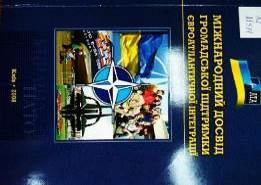 МІЖНАРОДНИЙ ДОСВІД
ГРОМАДСЬКОЇ ПІДТРИМКИ
ЄВРОАТЛАНТИЧНОЇ ІНТЕГРАЦІЇ
Київ • 2008